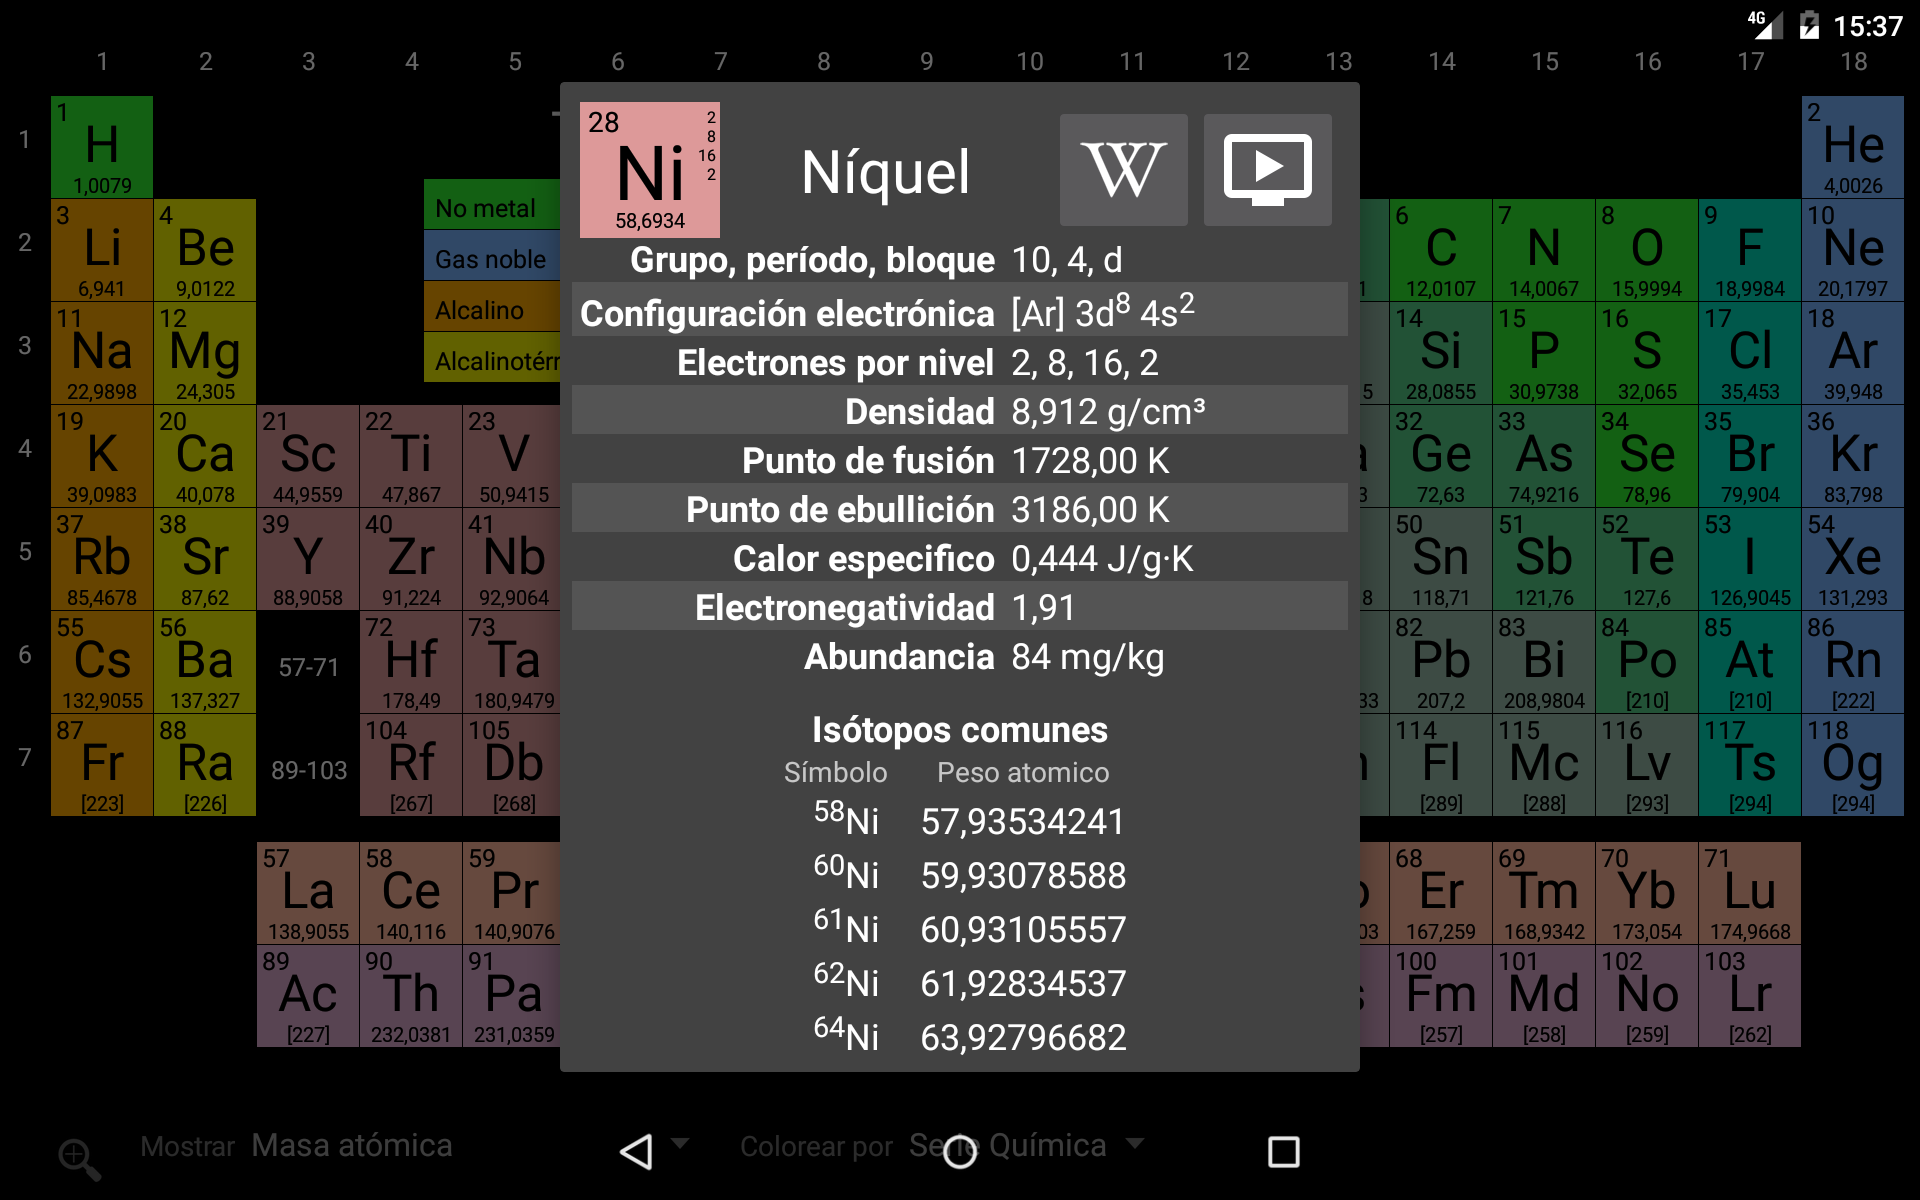 4G 15:37
1 2 3 4 5 6 7 8 9 10 11 12 13 14 15 16 17 18
1
1 H 1,0079
2 He 4,0026
2
3 Li 6,941
4 Be 9,0122
6 C 12,0107
7 N 14,0067
8 O 15,9994
9 F 18,9984
10 Ne 20,1797
3
11 Na 22,9898
12 Mg 24,305
14 Si 28,0855
15 P 30,9738
16 S 32,065
17 Cl 35,453
18 Ar 39,948
4
19 K 39,0983
20 Ca 40,078
21 Sc 44,9559
22 Ti 47,867
23 V 50,9415
32 Ge 72,63
33 As 74,9216
34 Se 78,96
35 Br 79,904
36 Kr 83,798
5
37 Rb 85,4678
38 Sr 87,62
39 Y 88,9058
40 Zr 91,224
41 Nb 92,9064
50 Sn 118,71
51 Sb 121,76
52 Te 127,6
53 I 126,9045
54 Xe 131,293
6
55 Cs 132,9055
56 Ba 137,327
57-71
72 Hf 178,49
73 Ta 180,9479
82 Pb 207,2
83 Bi 208,9804
84 Po [210]
85 At [210]
86 Rn [222]
7
87 Fr [223]
88 Ra [226]
89-103
104 Rf [267]
105 Db [268]
114 Fl [289]
115 Mc [288]
116 Lv [293]
117 Ts [294]
118 Og [294]
57 La 138,9055
58 Ce 140,116
59 Pr 140,9076
68 Er 167,259
69 Tm 168,9342
70 Yb 173,054
71 Lu 174,9668
89 Ac [227]
90 Th 232,0381
91 Pa 231,0359
100 Fm [257]
101 Md [258]
102 No [259]
103 Lr [262]
No metal
Gas noble
Alcalino
Alcalinotérr
28 Ni 58,6934
2
8
16
2
Níquel
W
Grupo, período, bloque 10, 4, d
Configuración electrónica [Ar] 3d⁸ 4s²
Electrones por nivel 2, 8, 16, 2
Densidad 8,912 g/cm³
Punto de fusión 1728,00 K
Punto de ebullición 3186,00 K
Calor especifico 0,444 J/g·K
Electronegatividad 1,91
Abundancia 84 mg/kg
Isótopos comunes
Símbolo Peso atomico
⁵⁸Ni 57,93534241
⁶⁰Ni 59,93078588
⁶¹Ni 60,93105557
⁶²Ni 61,92834537
⁶⁴Ni 63,92796682
Mostrar Masa atómica
Colorear por Serie Química